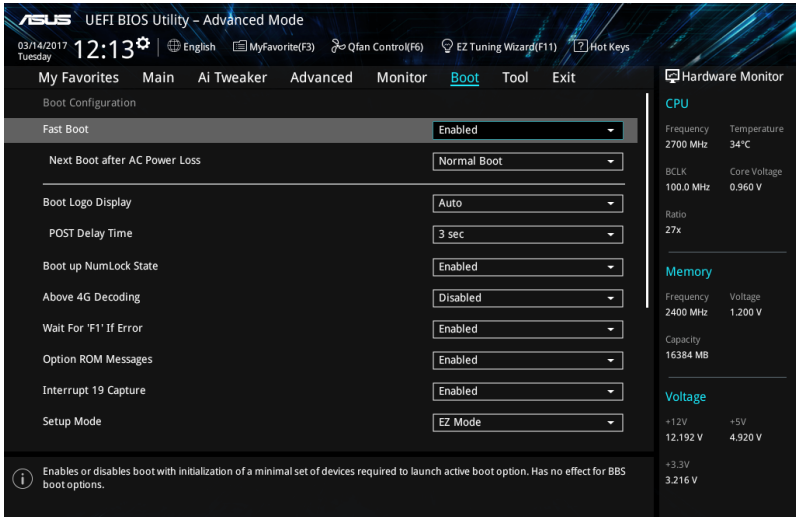 ASUS UEFI BIOS Utility – Advanced Mode
03/14/2017 Tuesday 12:13 English MyFavorite(F3) Qfan Control(F6) EZ Tuning Wizard(F11) ? Hot Keys
My Favorites Main Ai Tweaker Advanced Monitor Boot Tool Exit
Boot Configuration
Fast Boot Enabled
Next Boot after AC Power Loss Normal Boot
Boot Logo Display Auto
POST Delay Time 3 sec
Boot up NumLock State Enabled
Above 4G Decoding Disabled
Wait For 'F1' If Error Enabled
Option ROM Messages Enabled
Interrupt 19 Capture Enabled
Setup Mode EZ Mode
Enables or disables boot with initialization of a minimal set of devices required to launch active boot option. Has no effect for BBS
boot options.
Hardware Monitor
CPU
Frequency Temperature
2700 MHz 34°C
BCLK Core Voltage
100.0 MHz 0.960 V
Ratio
27x
Memory
Frequency Voltage
2400 MHz 1.200 V
Capacity
16384 MB
Voltage
+12V +5V
12.192 V 4.920 V
+3.3V
3.216 V